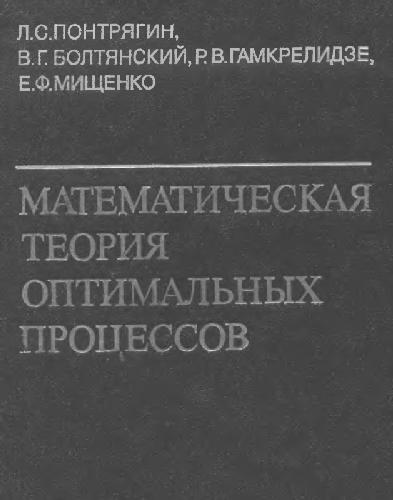 Л.С.ПОНТРЯГИН,
В.Г.БОЛТЯНСКИЙ, Р.В.ГАМКРЕЛИДЗЕ,
Е.Ф.МИЩЕНКО
МАТЕМАТИЧЕСКАЯ
ТЕОРИЯ
ОПТИМАЛЬНЫХ
ПРОЦЕССОВ